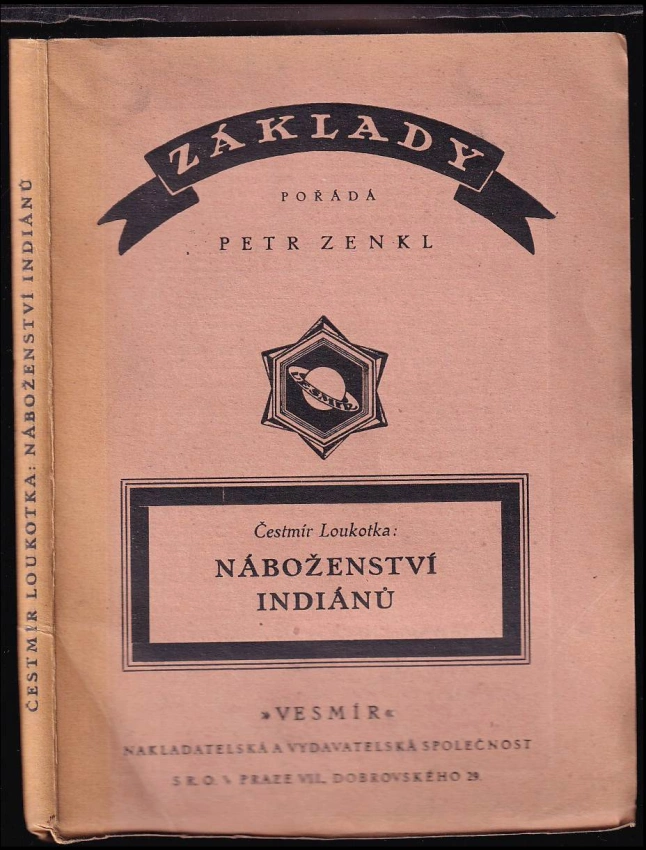 ČESTMÍR LOUKOTKA: NÁBOŽENSTVÍ INDIÁNŮ
ZÁKLADY
POŘÁDÁ
PETR ZENKL
VESMÍR
Čestmír Loukotka:
NÁBOŽENSTVÍ
INDIÁNŮ
»VESMÍR«
NAKLADATELSKÁ A VYDAVATELSKÁ SPOLEČNOST
S R. O. V PRAZE VII., DOBROVSKÉHO 29.